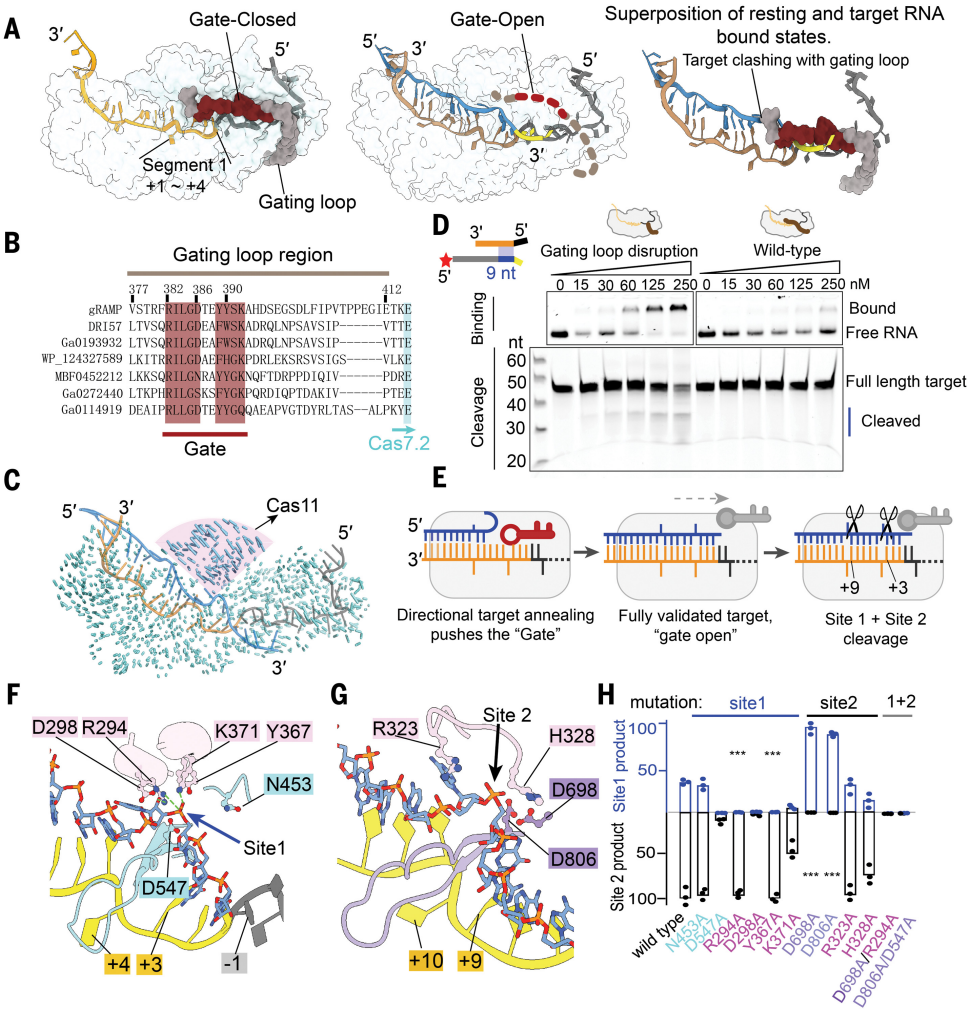 A
3′
Gate-Closed
5′
Segment 1
+1 ~ +4
Gating loop
Gate-Open
5′
3′
5′
3′
Superposition of resting and target RNA
bound states.
Target clashing with gating loop
B
Gating loop region
377 382 386 390 412
gRAMP VSTRFRILGDTEYYSKAHDSEGSDLFIPVTPPEGIETKE
DRI57 LTVSQRILGDAEFWSKADRQLNPSAVSIP------VTTE
Ga0193932 LTVSQRILGDAEFWSKADRQLNPSAVSIP------VTTE
WP_124327589 LKITRRILGDAEFHGKPDRLEKSRVSIGS------VLKE
MBF0452212 LKKSQRILGNRAYYGKNQFTDRPPDIQIV------PDRE
Ga0272440 LTKPHRILGSKSFYGKPQRDIQPTDAKIV------PTEE
Ga0114919 DEAIPRLLGDTEYYGQQAEAPVGTDYRLTAS--ALPKYE
Gate
Cas7.2
C
5′
3′
Cas11
5′
3′
D
3′ 5′
5′ 9 nt
Gating loop disruption
Wild-type
0 15 30 60 125 250 0 15 30 60 125 250 nM
Binding
Bound
Free RNA
nt
Cleavage
60
50
40
30
20
Full length target
Cleaved
E
5′
3′
+9
+3
Directional target annealing
pushes the “Gate”
Fully validated target,
“gate open”
Site 1 + Site 2
cleavage
F
D298 R294 K371 Y367
N453
Site1
D547
+4 +3 -1
G
Site 2
R323
H328
D698
D806
+10 +9
H
mutation: site1 site2 1+2
Site1 product
Site 2 product
100
50
50
100
*** ***
*** ***
wild type
N453A
D547A
R294A
D298A
Y367A
K371A
D698A
D806A
R323A
H328A
D698A/R294A
D806A/D547A